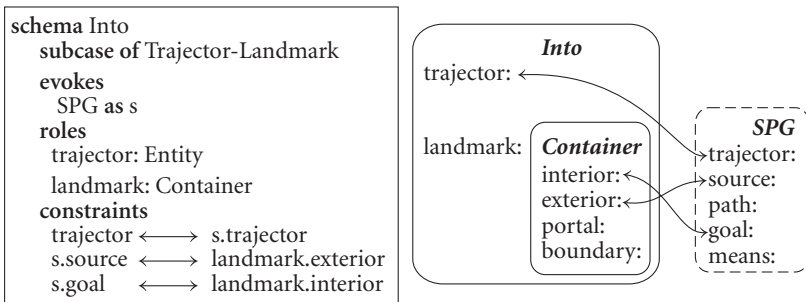 schema Into
subcase of Trajector-Landmark
evokes
SPG as s
roles
trajector: Entity
landmark: Container
constraints
trajector ⟷ s.trajector
s.source ⟷ landmark.exterior
s.goal ⟷ landmark.interior
Into
trajector:
landmark:
Container
interior:
exterior:
portal:
boundary:
SPG
trajector:
source:
path:
goal:
means: